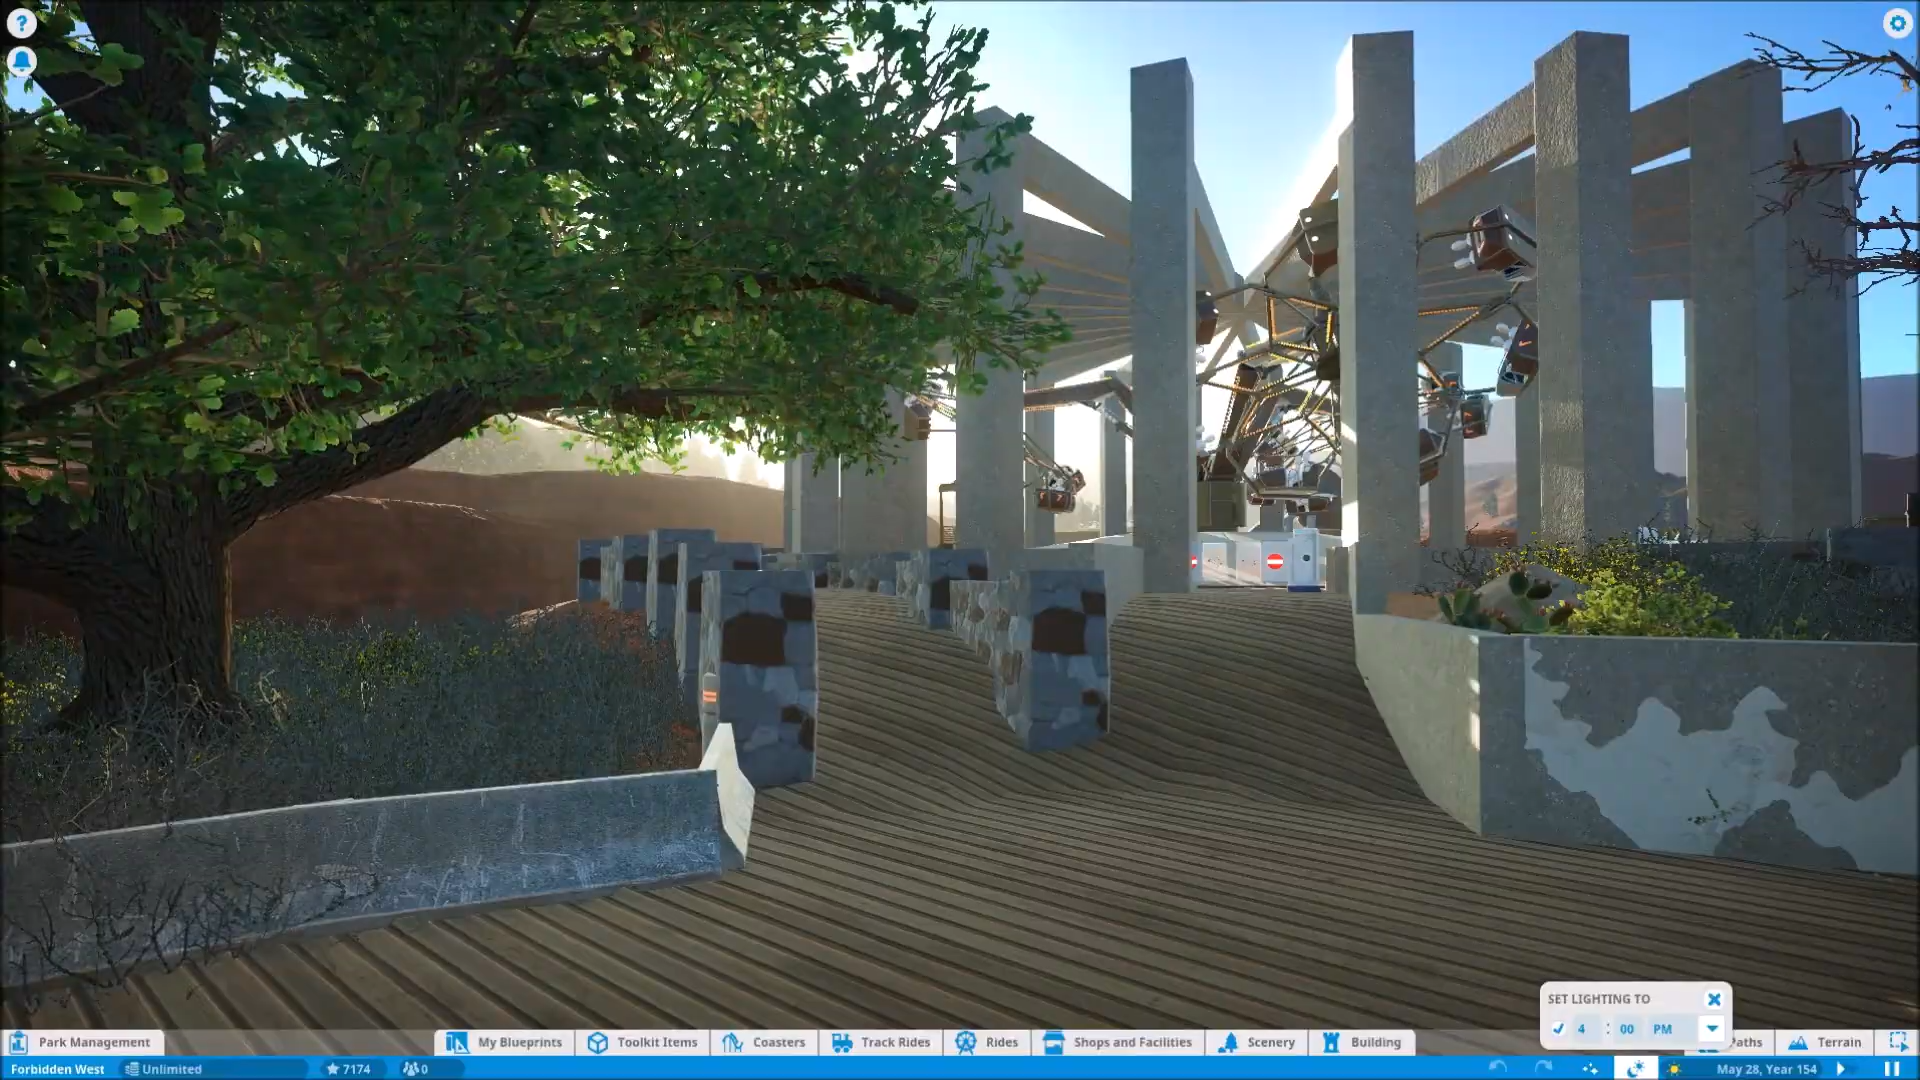 ?
SET LIGHTING TO
4 : 00 PM
Park Management
My Blueprints
Toolkit Items
Coasters
Track Rides
Rides
Shops and Facilities
Scenery
Building
Paths
Terrain
Forbidden West
Unlimited
7174
0
May 28, Year 154